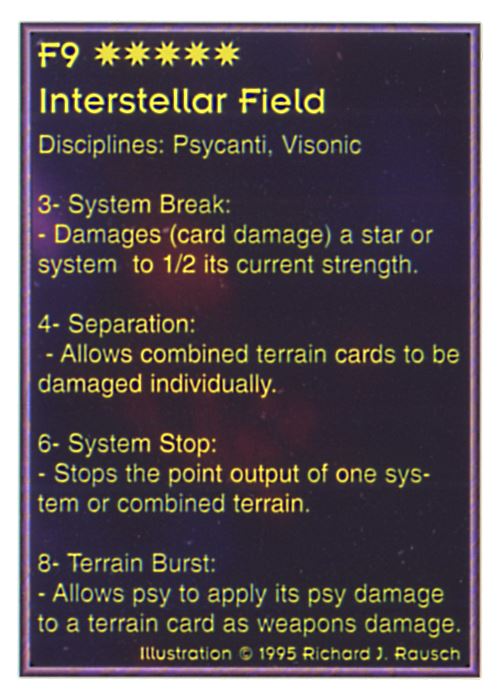 F9 ✷✷✷✷✷
Interstellar Field
Disciplines: Psycanti, Visonic
3- System Break:
- Damages (card damage) a star or
system to 1/2 its current strength.
4- Separation:
- Allows combined terrain cards to be
damaged individually.
6- System Stop:
- Stops the point output of one sys-
tem or combined terrain.
8- Terrain Burst:
- Allows psy to apply its psy damage
to a terrain card as weapons damage.
Illustration © 1995 Richard J. Rausch